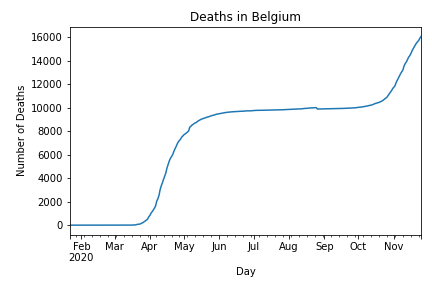 Deaths in Belgium
Number of Deaths
16000
14000
12000
10000
8000
6000
4000
2000
0
Feb Mar Apr May Jun Jul Aug Sep Oct Nov
2020
Day